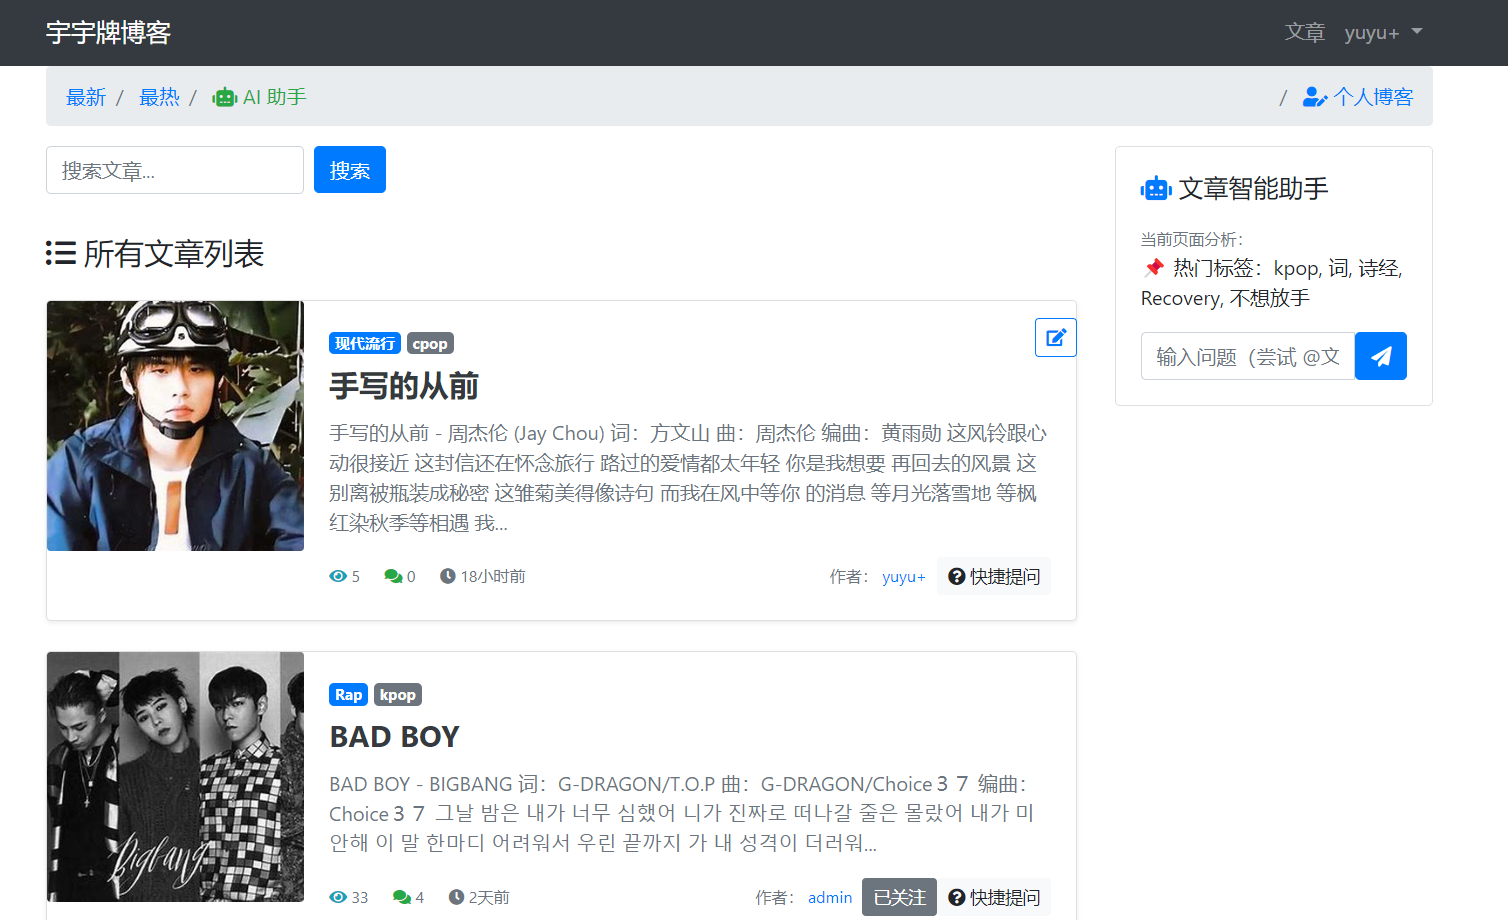 宇宇牌博客
文章 yuyu+
最新 / 最热 / AI 助手 / 个人博客
搜索文章... 搜索
所有文章列表
现代流行 cpop
手写的从前
手写的从前 - 周杰伦 (Jay Chou) 词：方文山 曲：周杰伦 编曲：黄雨勋 这风铃跟心
动很接近 这封信还在怀念旅行 路过的爱情都太年轻 你是我想要 再回去的风景 这
别离被瓶装成秘密 这雏菊美得像诗句 而我在风中等你 的消息 等月光落雪地 等枫
红染秋季等相遇 我...
5 0 18小时前 作者： yuyu+ 快捷提问
Bigbang
Rap kpop
BAD BOY
BAD BOY - BIGBANG 词：G-DRAGON/T.O.P 曲：G-DRAGON/Choice３７ 编曲：
Choice３７ 그날 밤은 내가 너무 심했어 니가 진짜로 떠나갈 줄은 몰랐어 내가 미
안해 이 말 한마디 어려워서 우린 끝까지 가 내 성격이 더러워...
33 4 2天前 作者： admin 已关注 快捷提问
文章智能助手
当前页面分析：
📌 热门标签：kpop, 词, 诗经,
Recovery, 不想放手
输入问题（尝试 @文